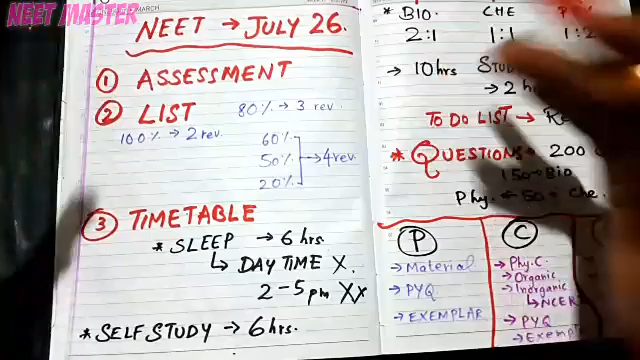 NEET MASTER
MARCH
NEET → JULY 26.
① ASSESSMENT
② LIST 80% → 3 rev.
100% → 2 rev.
60%
50% → 4 rev.
20%
③ TIMETABLE
* SLEEP → 6 hrs
↳ DAY TIME X.
2-5 pm XX
* SELF STUDY → 6 hrs.
* BIO. CHE
2:1 1:1 1:2
→ 10 hrs
→ 2
TO DO LIST →
* QUESTIONS → 200
150 → Bio
Phy. ← 50 → Che.
P
→ Material
→ PYQ
→ EXEMPLAR
C
→ Phy. C.
→ Organic
→ Inorganic
↳ NCER
→ PYQ
→ Exempl